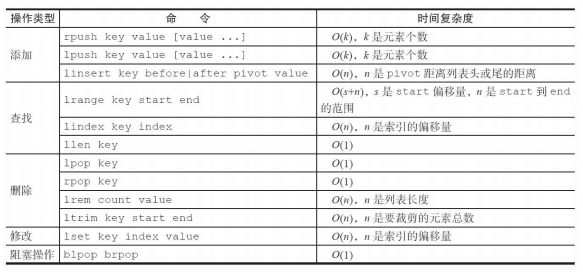 操作类型 命 令 时间复杂度
添加 rpush key value [value ...] O(k), k 是元素个数
lpush key value [value ...] O(k), k 是元素个数
linsert key before|after pivot value O(n), n 是 pivot 距离列表头或尾的距离
查找 lrange key start end O(s+n), s 是 start 偏移量, n 是 start 到 end
的范围
lindex key index O(n), n 是索引的偏移量
llen key O(1)
删除 lpop key O(1)
rpop key O(1)
lrem count value O(n), n 是列表长度
ltrim key start end O(n), n 是要裁剪的元素总数
修改 lset key index value O(n), n 是索引的偏移量
阻塞操作 blpop brpop O(1)